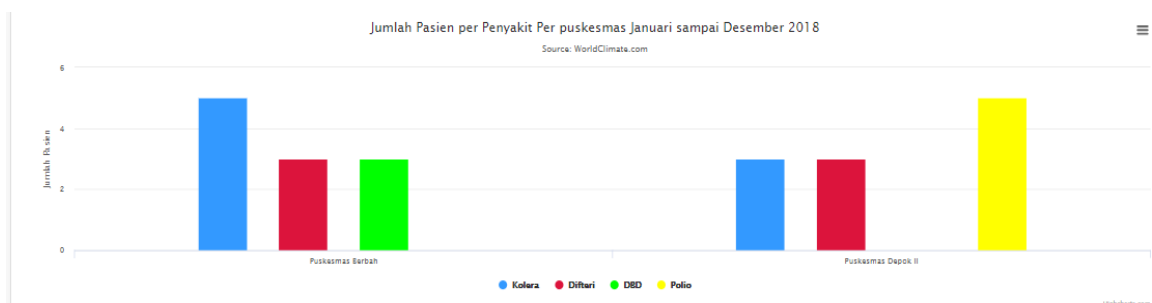 Jumlah Pasien per Penyakit Per puskesmas Januari sampai Desember 2018
Source: WorldClimate.com
6
4
2
0
Jumlah Pasien
Puskesmas Berbah
Puskesmas Depok II
Kolera Difteri DBD Polio